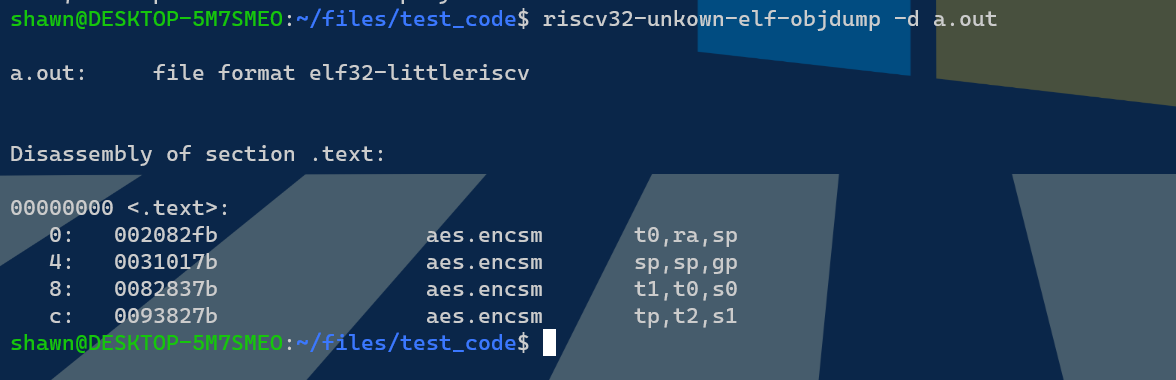 shawn@DESKTOP-5M7SMEO:~/files/test_code$ riscv32-unkown-elf-objdump -d a.out
a.out:     file format elf32-littleriscv
Disassembly of section .text:
00000000 <.text>:
   0:   002082fb                aes.encsm       t0,ra,sp
   4:   0031017b                aes.encsm       sp,sp,gp
   8:   0082837b                aes.encsm       t1,t0,s0
   c:   0093827b                aes.encsm       tp,t2,s1
shawn@DESKTOP-5M7SMEO:~/files/test_code$